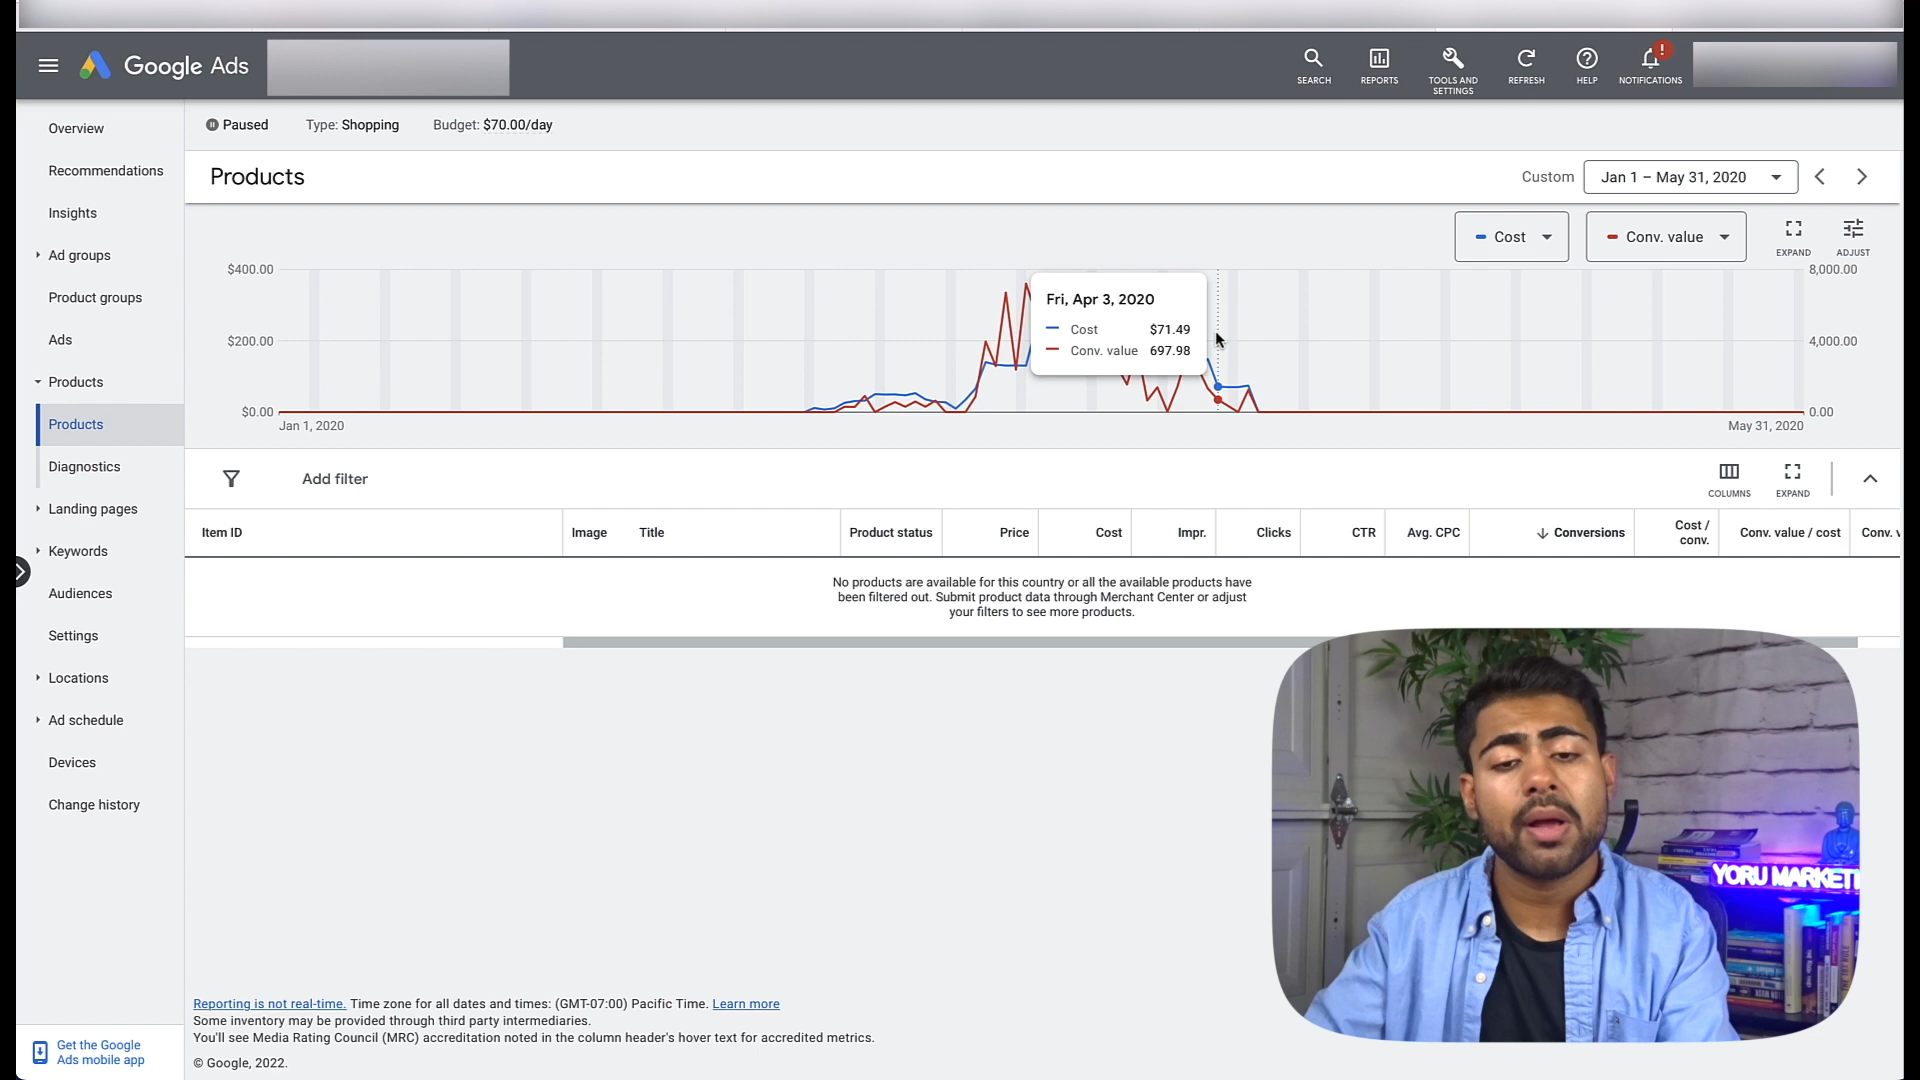 Google Ads
SEARCH
REPORTS
TOOLS AND
SETTINGS
REFRESH
HELP
!
NOTIFICATIONS
Overview
Recommendations
Insights
Ad groups
Product groups
Ads
Products
Products
Diagnostics
Landing pages
Keywords
Audiences
Settings
Locations
Ad schedule
Devices
Change history
Get the Google
Ads mobile app
Paused Type: Shopping Budget: $70.00/day
Products
Custom Jan 1 – May 31, 2020
Cost
Conv. value
EXPAND
ADJUST
$400.00
$200.00
$0.00
8,000.00
4,000.00
0.00
Fri, Apr 3, 2020
Cost $71.49
Conv. value 697.98
Jan 1, 2020
May 31, 2020
Add filter
COLUMNS
EXPAND
Item ID Image Title Product status Price Cost Impr. Clicks CTR Avg. CPC Conversions Cost / conv. Conv. value / cost Conv. v
No products are available for this country or all the available products have
been filtered out. Submit product data through Merchant Center or adjust
your filters to see more products.
YORU MARKETI
Reporting is not real-time. Time zone for all dates and times: (GMT-07:00) Pacific Time. Learn more
Some inventory may be provided through third party intermediaries.
You'll see Media Rating Council (MRC) accreditation noted in the column header's hover text for accredited metrics.
© Google, 2022.